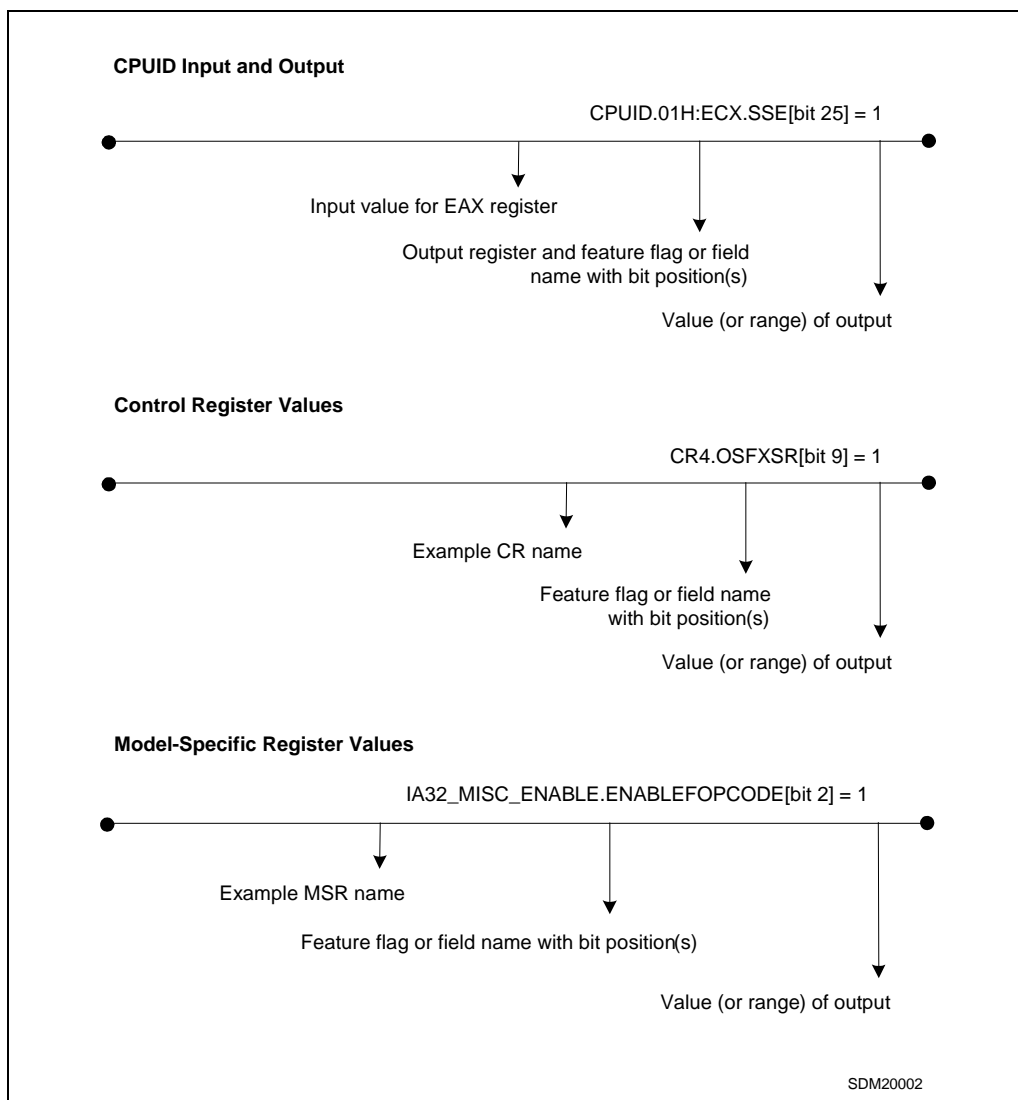 CPUID Input and Output
CPUID.01H:ECX.SSE[bit 25] = 1
Input value for EAX register
Output register and feature flag or field
name with bit position(s)
Value (or range) of output
Control Register Values
CR4.OSFXSR[bit 9] = 1
Example CR name
Feature flag or field name
with bit position(s)
Value (or range) of output
Model-Specific Register Values
IA32_MISC_ENABLE.ENABLEFOPCODE[bit 2] = 1
Example MSR name
Feature flag or field name with bit position(s)
Value (or range) of output
SDM20002